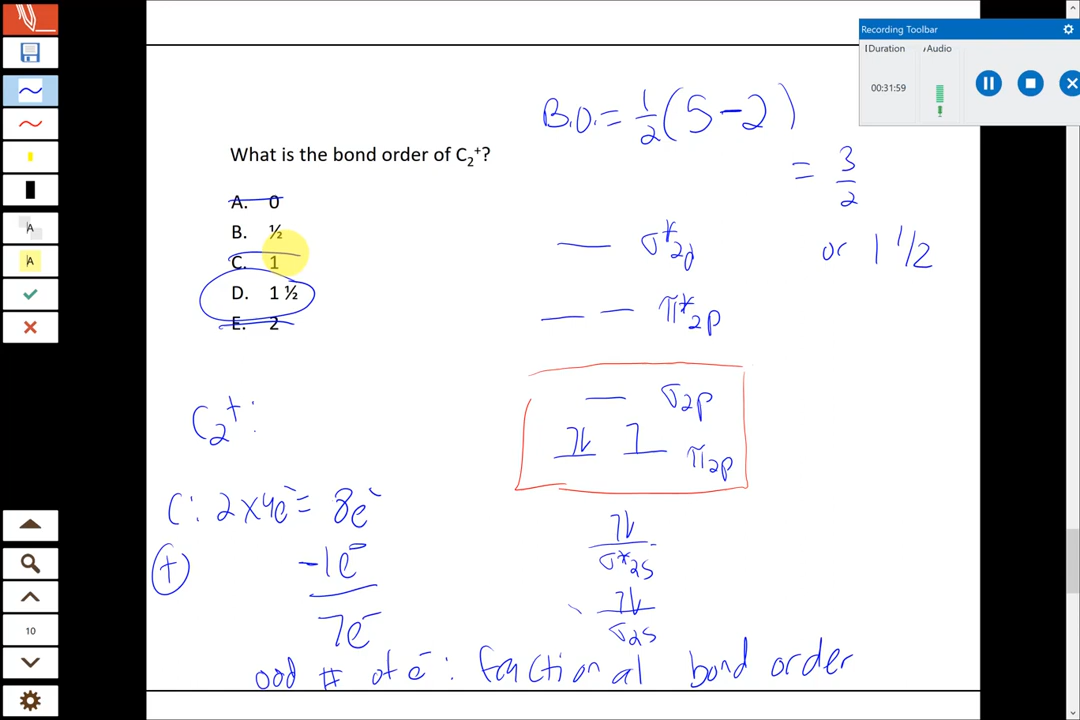 Recording Toolbar
Duration
Audio
00:31:59
B.O. = 1/2 (5 - 2)
= 3/2
or 1 1/2
What is the bond order of C₂⁺?
A. 0
B. ½
C. 1
D. 1 ½
E. 2
σ*2p
π*2p
σ2p
π2p
σ*2s
σ2s
C₂⁺:
C: 2 x 4e⁻ = 8e⁻
+ -1e⁻
7e⁻
odd # of e⁻: fractional bond order
A
A
10